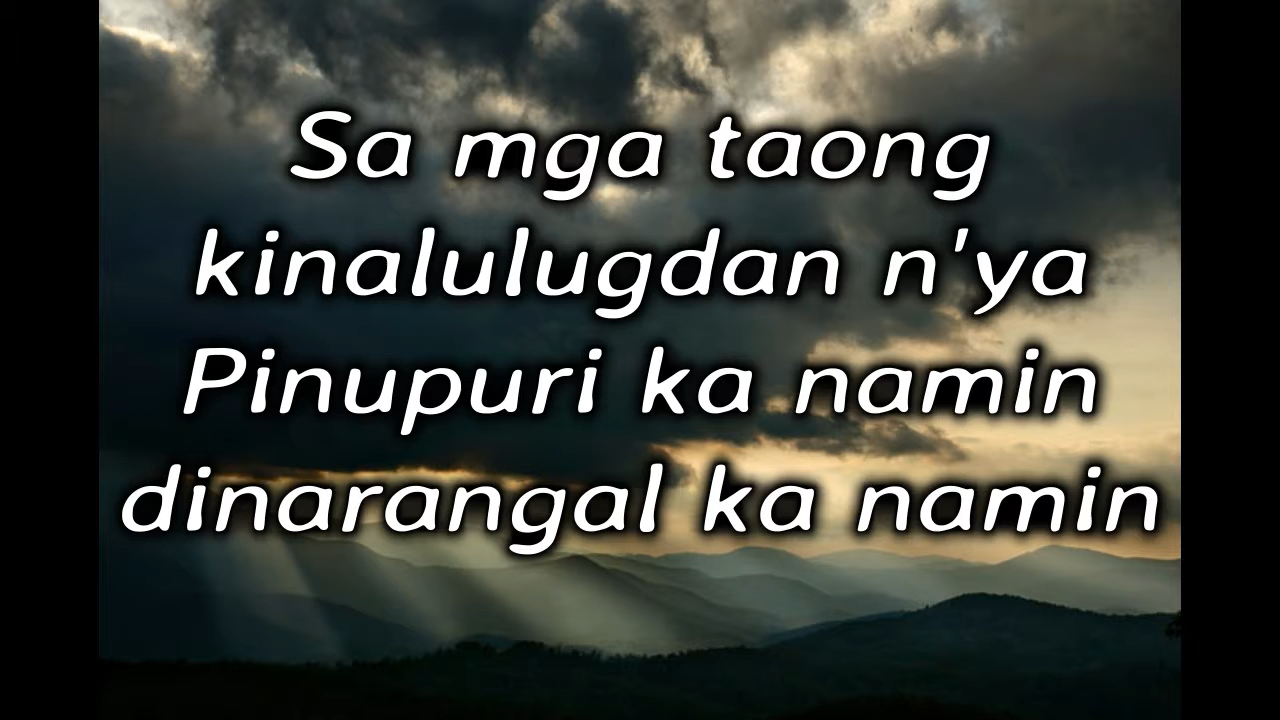 Sa mga taong
kinalulugdan n'ya
Pinupuri ka namin
dinarangal ka namin